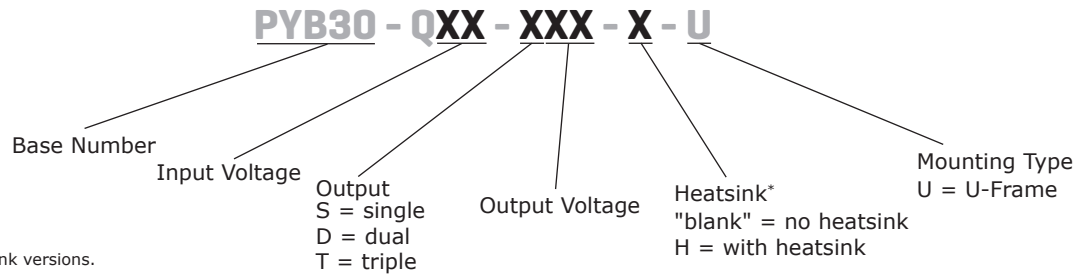 PYB30 - QXX - XXX - X - U
Base Number
Input Voltage
Output
S = single
D = dual
T = triple
Output Voltage
Heatsink*
"blank" = no heatsink
H = with heatsink
Mounting Type
U = U-Frame
versions.